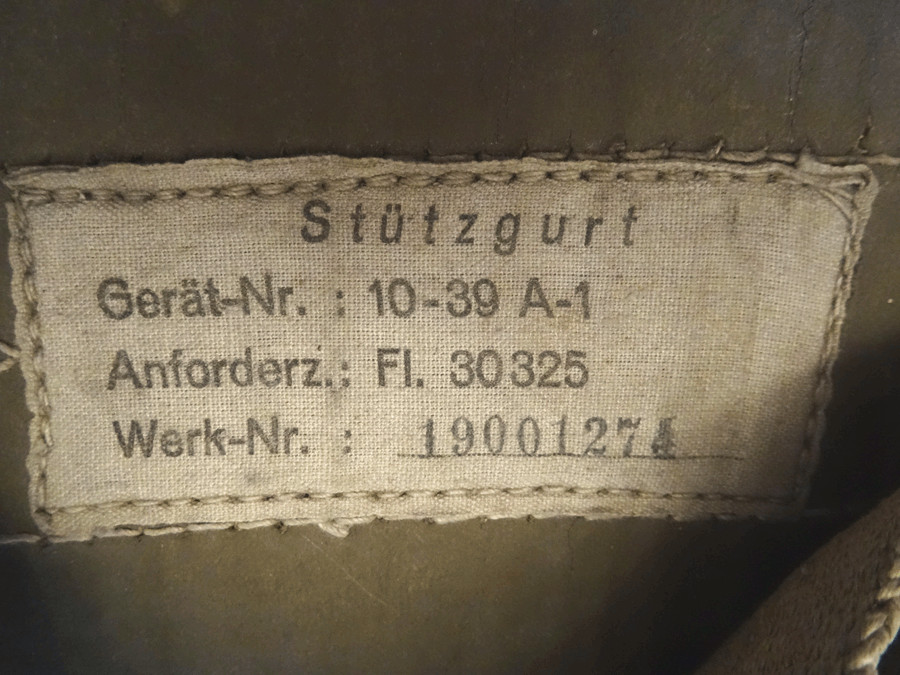 Stützgurt
Gerät-Nr. : 10-39 A-1
Anforderz.: Fl. 30325
Werk-Nr. : 19001274